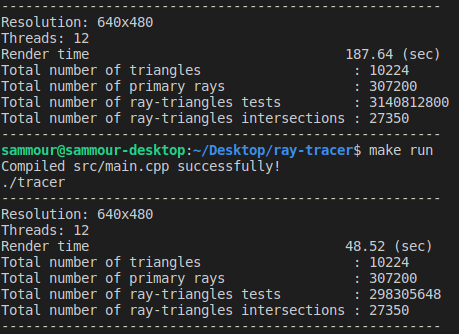 --------------------------------------------------
Resolution: 640x480
Threads: 12
Render time                               187.64 (sec)
Total number of triangles                   : 10224
Total number of primary rays                : 307200
Total number of ray-triangles tests         : 3140812800
Total number of ray-triangles intersections : 27350
--------------------------------------------------
sammour@sammour-desktop:~/Desktop/ray-tracer$ make run
Compiled src/main.cpp successfully!
./tracer
--------------------------------------------------
Resolution: 640x480
Threads: 12
Render time                               48.52 (sec)
Total number of triangles                   : 10224
Total number of primary rays                : 307200
Total number of ray-triangles tests         : 298305648
Total number of ray-triangles intersections : 27350
--------------------------------------------------